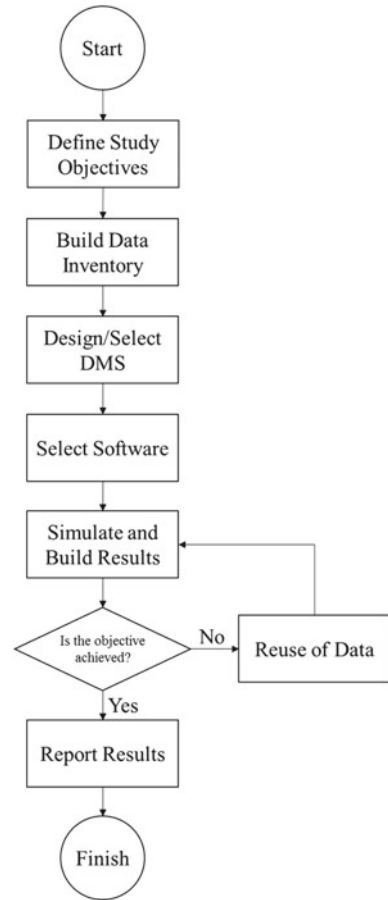 Start
Define Study
Objectives
Build Data
Inventory
Design/Select
DMS
Select Software
Simulate and
Build Results
Is the objective
achieved?
No
Reuse of Data
Yes
Report Results
Finish